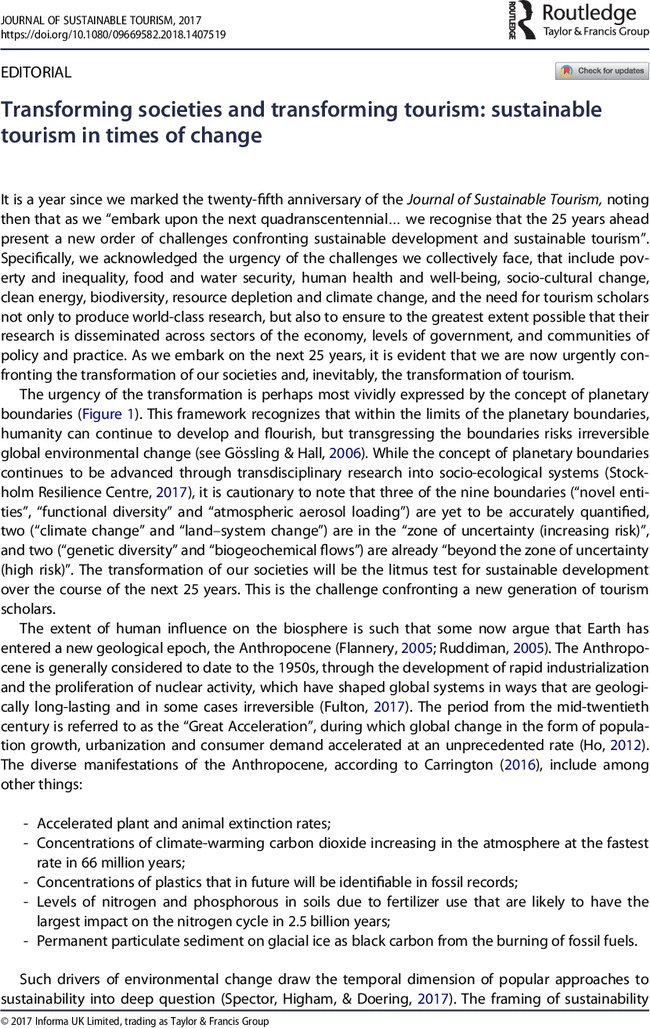 JOURNAL OF SUSTAINABLE TOURISM, 2017
https://doi.org/10.1080/09669582.2018.1407519
ROUTLEDGE
Routledge
Taylor & Francis Group
EDITORIAL
Check for updates
Transforming societies and transforming tourism: sustainable
tourism in times of change
It is a year since we marked the twenty-fifth anniversary of the Journal of Sustainable Tourism, noting
then that as we “embark upon the next quadranscentennial… we recognise that the 25 years ahead
present a new order of challenges confronting sustainable development and sustainable tourism”.
Specifically, we acknowledged the urgency of the challenges we collectively face, that include pov-
erty and inequality, food and water security, human health and well-being, socio-cultural change,
clean energy, biodiversity, resource depletion and climate change, and the need for tourism scholars
not only to produce world-class research, but also to ensure to the greatest extent possible that their
research is disseminated across sectors of the economy, levels of government, and communities of
policy and practice. As we embark on the next 25 years, it is evident that we are now urgently con-
fronting the transformation of our societies and, inevitably, the transformation of tourism.
The urgency of the transformation is perhaps most vividly expressed by the concept of planetary
boundaries (Figure 1). This framework recognizes that within the limits of the planetary boundaries,
humanity can continue to develop and flourish, but transgressing the boundaries risks irreversible
global environmental change (see Gössling & Hall, 2006). While the concept of planetary boundaries
continues to be advanced through transdisciplinary research into socio-ecological systems (Stock-
holm Resilience Centre, 2017), it is cautionary to note that three of the nine boundaries (“novel enti-
ties”, “functional diversity” and “atmospheric aerosol loading”) are yet to be accurately quantified,
two (“climate change” and “land–system change”) are in the “zone of uncertainty (increasing risk)”,
and two (“genetic diversity” and “biogeochemical flows”) are already “beyond the zone of uncertainty
(high risk)”. The transformation of our societies will be the litmus test for sustainable development
over the course of the next 25 years. This is the challenge confronting a new generation of tourism
scholars.
The extent of human influence on the biosphere is such that some now argue that Earth has
entered a new geological epoch, the Anthropocene (Flannery, 2005; Ruddiman, 2005). The Anthropo-
cene is generally considered to date to the 1950s, through the development of rapid industrialization
and the proliferation of nuclear activity, which have shaped global systems in ways that are geologi-
cally long-lasting and in some cases irreversible (Fulton, 2017). The period from the mid-twentieth
century is referred to as the “Great Acceleration”, during which global change in the form of popula-
tion growth, urbanization and consumer demand accelerated at an unprecedented rate (Ho, 2012).
The diverse manifestations of the Anthropocene, according to Carrington (2016), include among
other things:
- Accelerated plant and animal extinction rates;
- Concentrations of climate-warming carbon dioxide increasing in the atmosphere at the fastest
rate in 66 million years;
- Concentrations of plastics that in future will be identifiable in fossil records;
- Levels of nitrogen and phosphorous in soils due to fertilizer use that are likely to have the
largest impact on the nitrogen cycle in 2.5 billion years;
- Permanent particulate sediment on glacial ice as black carbon from the burning of fossil fuels.
Such drivers of environmental change draw the temporal dimension of popular approaches to
sustainability into deep question (Spector, Higham, & Doering, 2017). The framing of sustainability
© 2017 Informa UK Limited, trading as Taylor & Francis Group